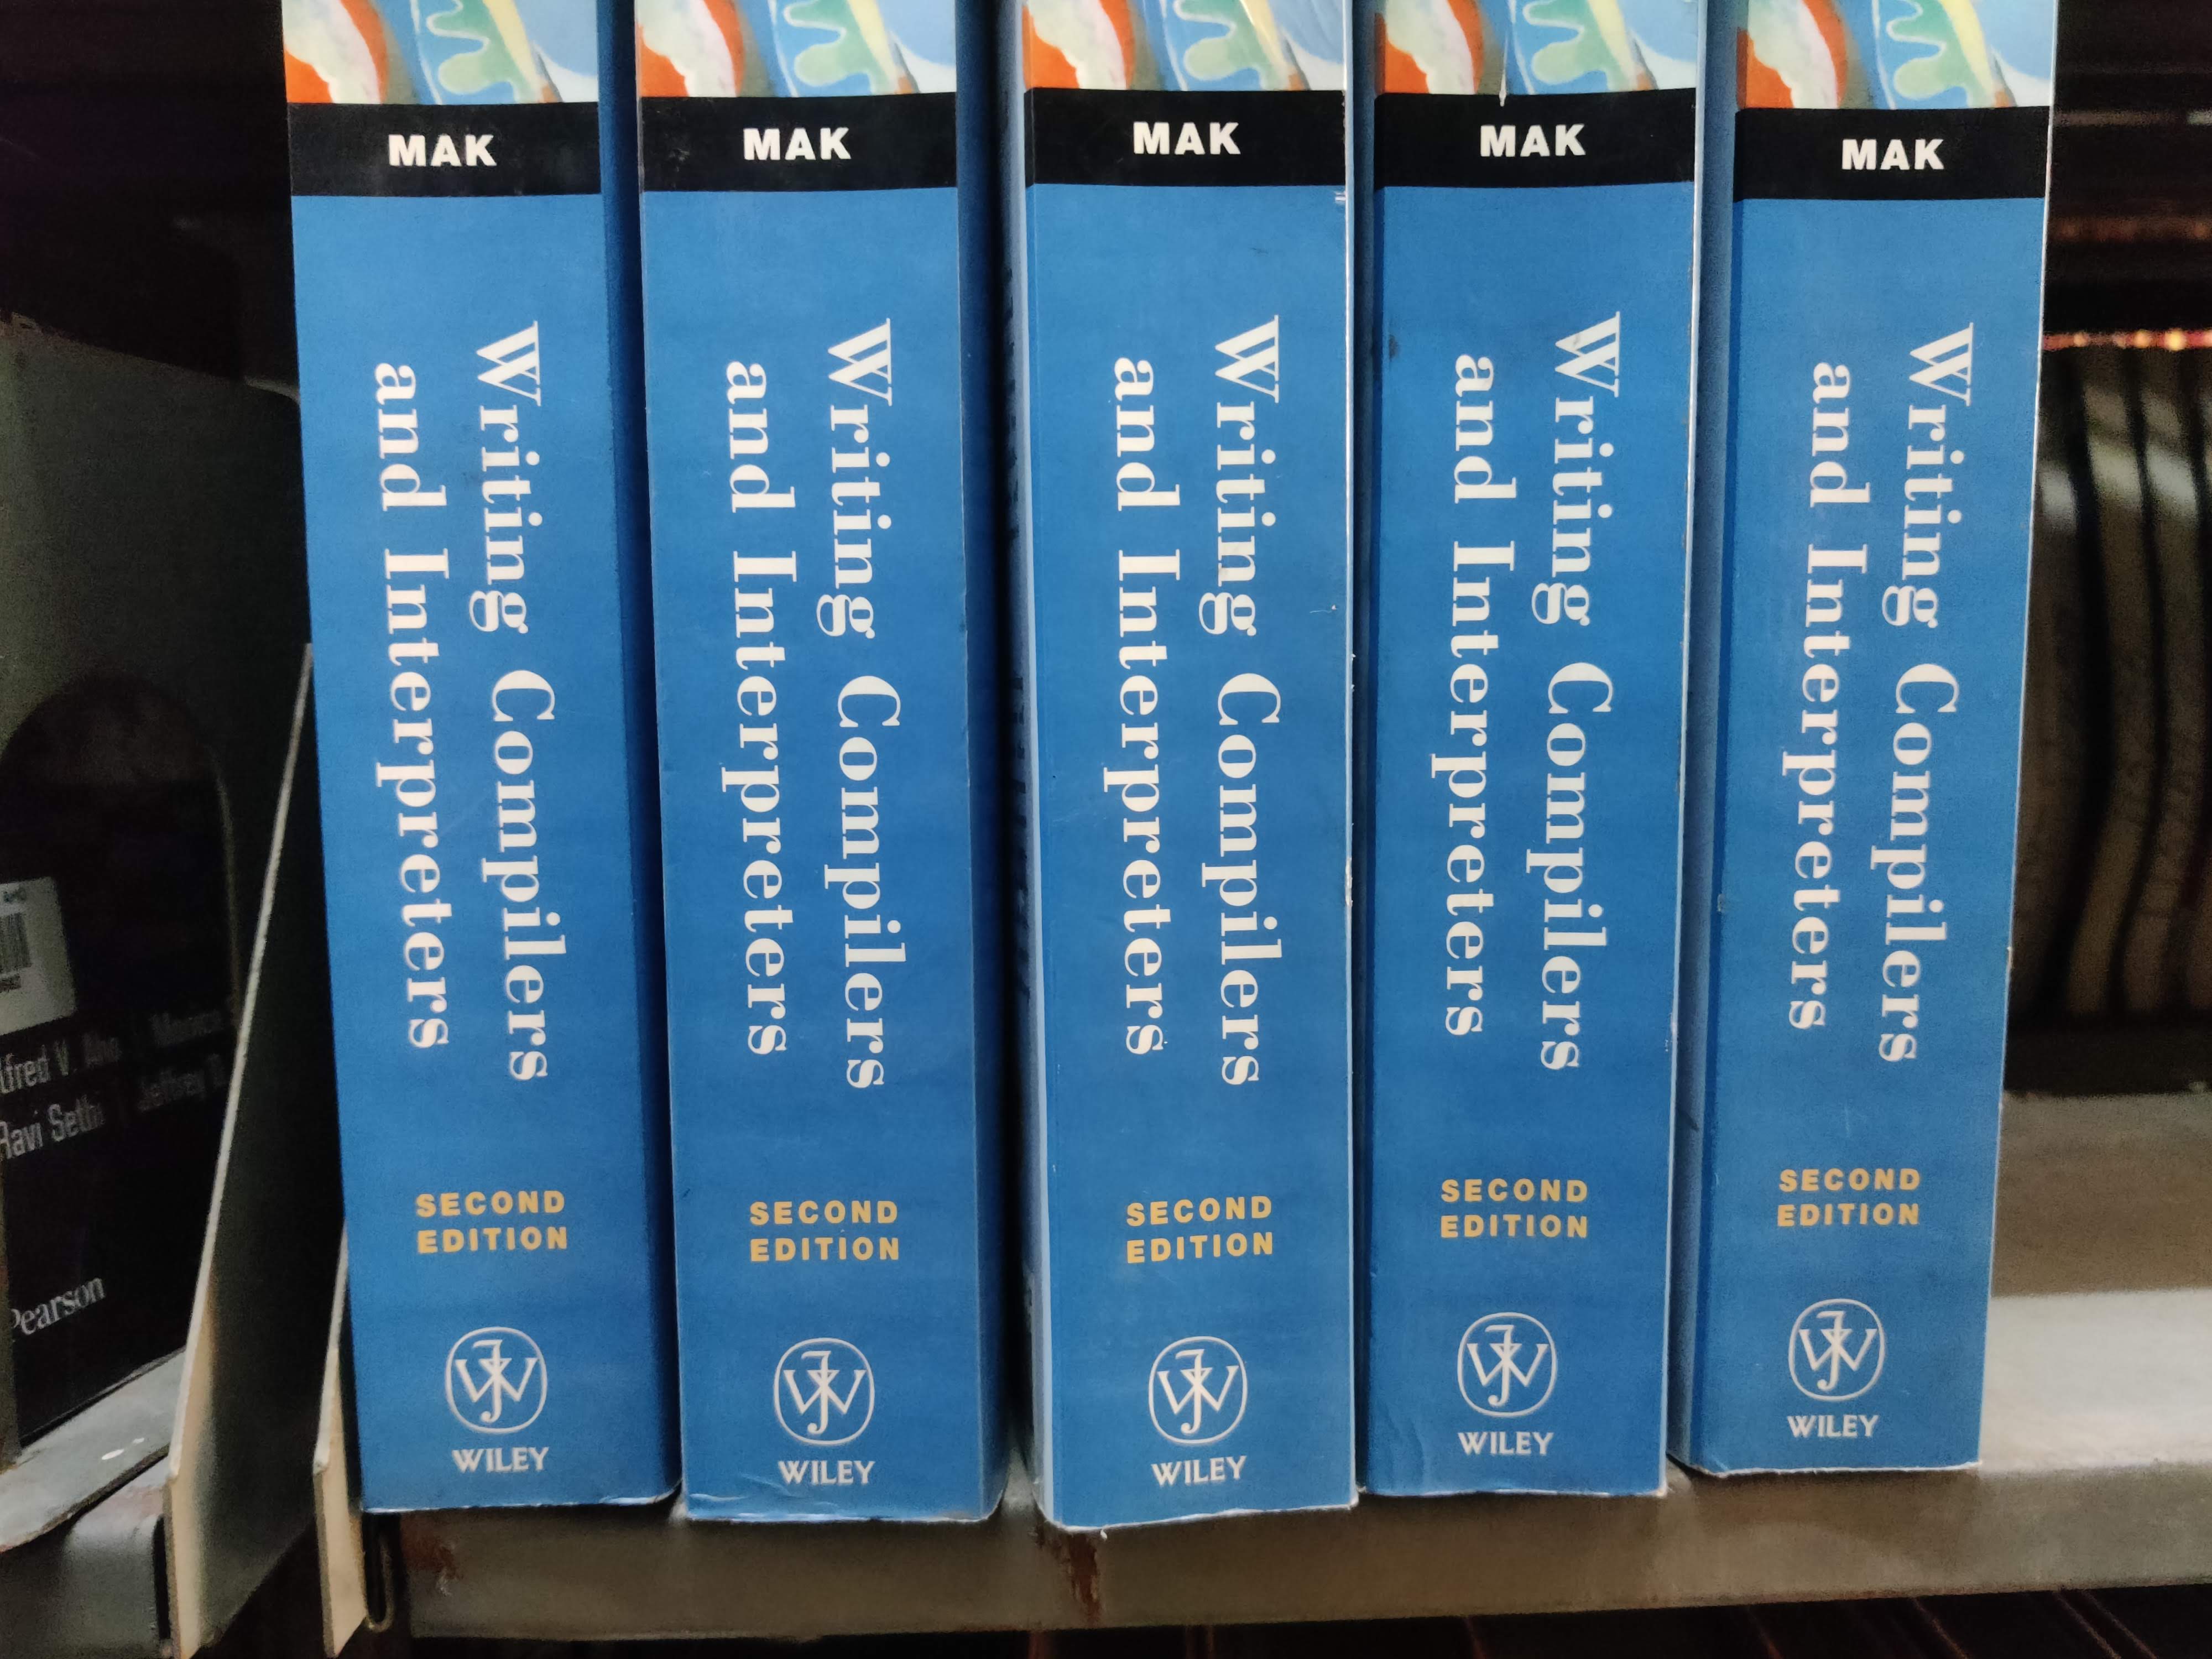 MAK
Writing Compilers
and Interpreters
SECOND
EDITION
WILEY
MAK
Writing Compilers
and Interpreters
SECOND
EDITION
WILEY
MAK
Writing Compilers
and Interpreters
SECOND
EDITION
WILEY
MAK
Writing Compilers
and Interpreters
SECOND
EDITION
WILEY
MAK
Writing Compilers
and Interpreters
SECOND
EDITION
WILEY
V. Aho
Ravi Sethi Jeffrey
Pearson